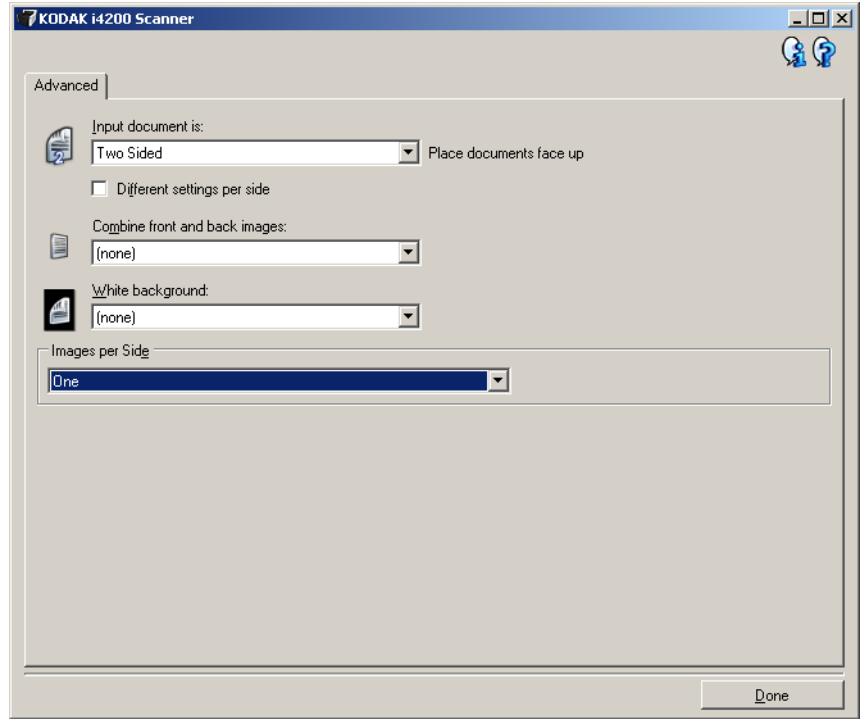 KODAK i4200 Scanner
Advanced
Input document is:
Two Sided Place documents face up
Different settings per side
Combine front and back images:
(none)
White background:
(none)
Images per Side
One
Done